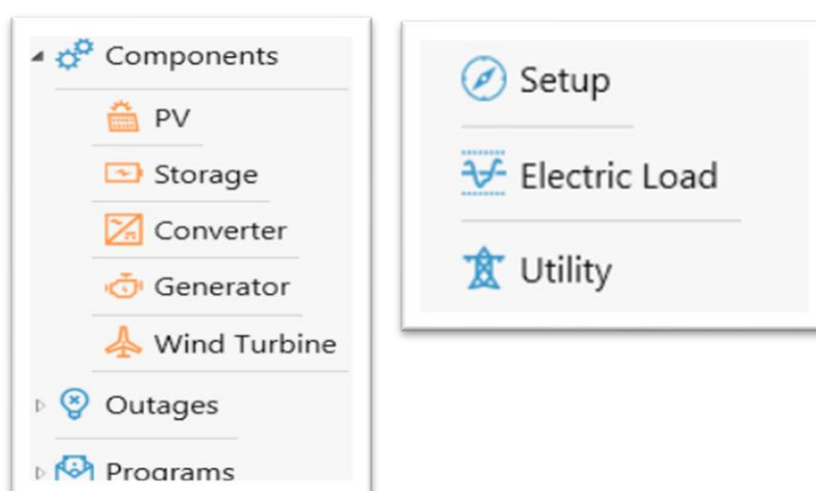 Components
PV
Storage
Converter
Generator
Wind Turbine
Outages
Programs
Setup
Electric Load
Utility